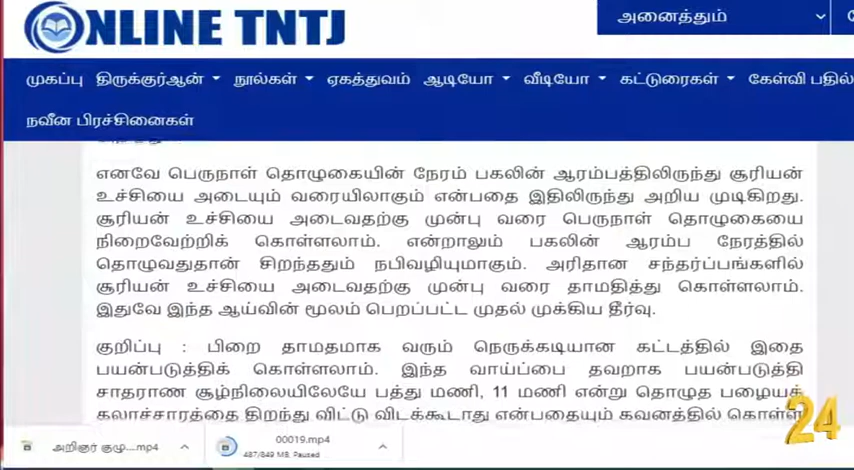 ONLINE TNTJ
அனைத்தும்
முகப்பு திருக்குர்ஆன் நூல்கள் ஏகத்துவம் ஆடியோ வீடியோ கட்டுரைகள் கேள்வி பதில்
நவீன பிரச்சினைகள்
எனவே பெருநாள் தொழுகையின் நேரம் பகலின் ஆரம்பத்திலிருந்து சூரியன்
உச்சியை அடையும் வரையிலாகும் என்பதை இதிலிருந்து அறிய முடிகிறது.
சூரியன் உச்சியை அடைவதற்கு முன்பு வரை பெருநாள் தொழுகையை
நிறைவேற்றிக் கொள்ளலாம். என்றாலும் பகலின் ஆரம்ப நேரத்தில்
தொழுவதுதான் சிறந்ததும் நபிவழியுமாகும். அரிதான சந்தர்ப்பங்களில்
சூரியன் உச்சியை அடைவதற்கு முன்பு வரை தாமதித்து கொள்ளலாம்.
இதுவே இந்த ஆய்வின் மூலம் பெறப்பட்ட முதல் முக்கிய தீர்வு.
குறிப்பு : பிறை தாமதமாக வரும் நெருக்கடியான கட்டத்தில் இதை
பயன்படுத்திக் கொள்ளலாம். இந்த வாய்ப்பை தவறாக பயன்படுத்தி
சாதராண சூழ்நிலையிலேயே பத்து மணி, 11 மணி என்று தொழுத பழையக்
கலாச்சாரத்தை திறந்து விட்டு விடக்கூடாது என்பதையும் கவனத்தில் கொள்ள
24
அறிஞர் குழு....mp4
00019.mp4
487/849 MB, Paused